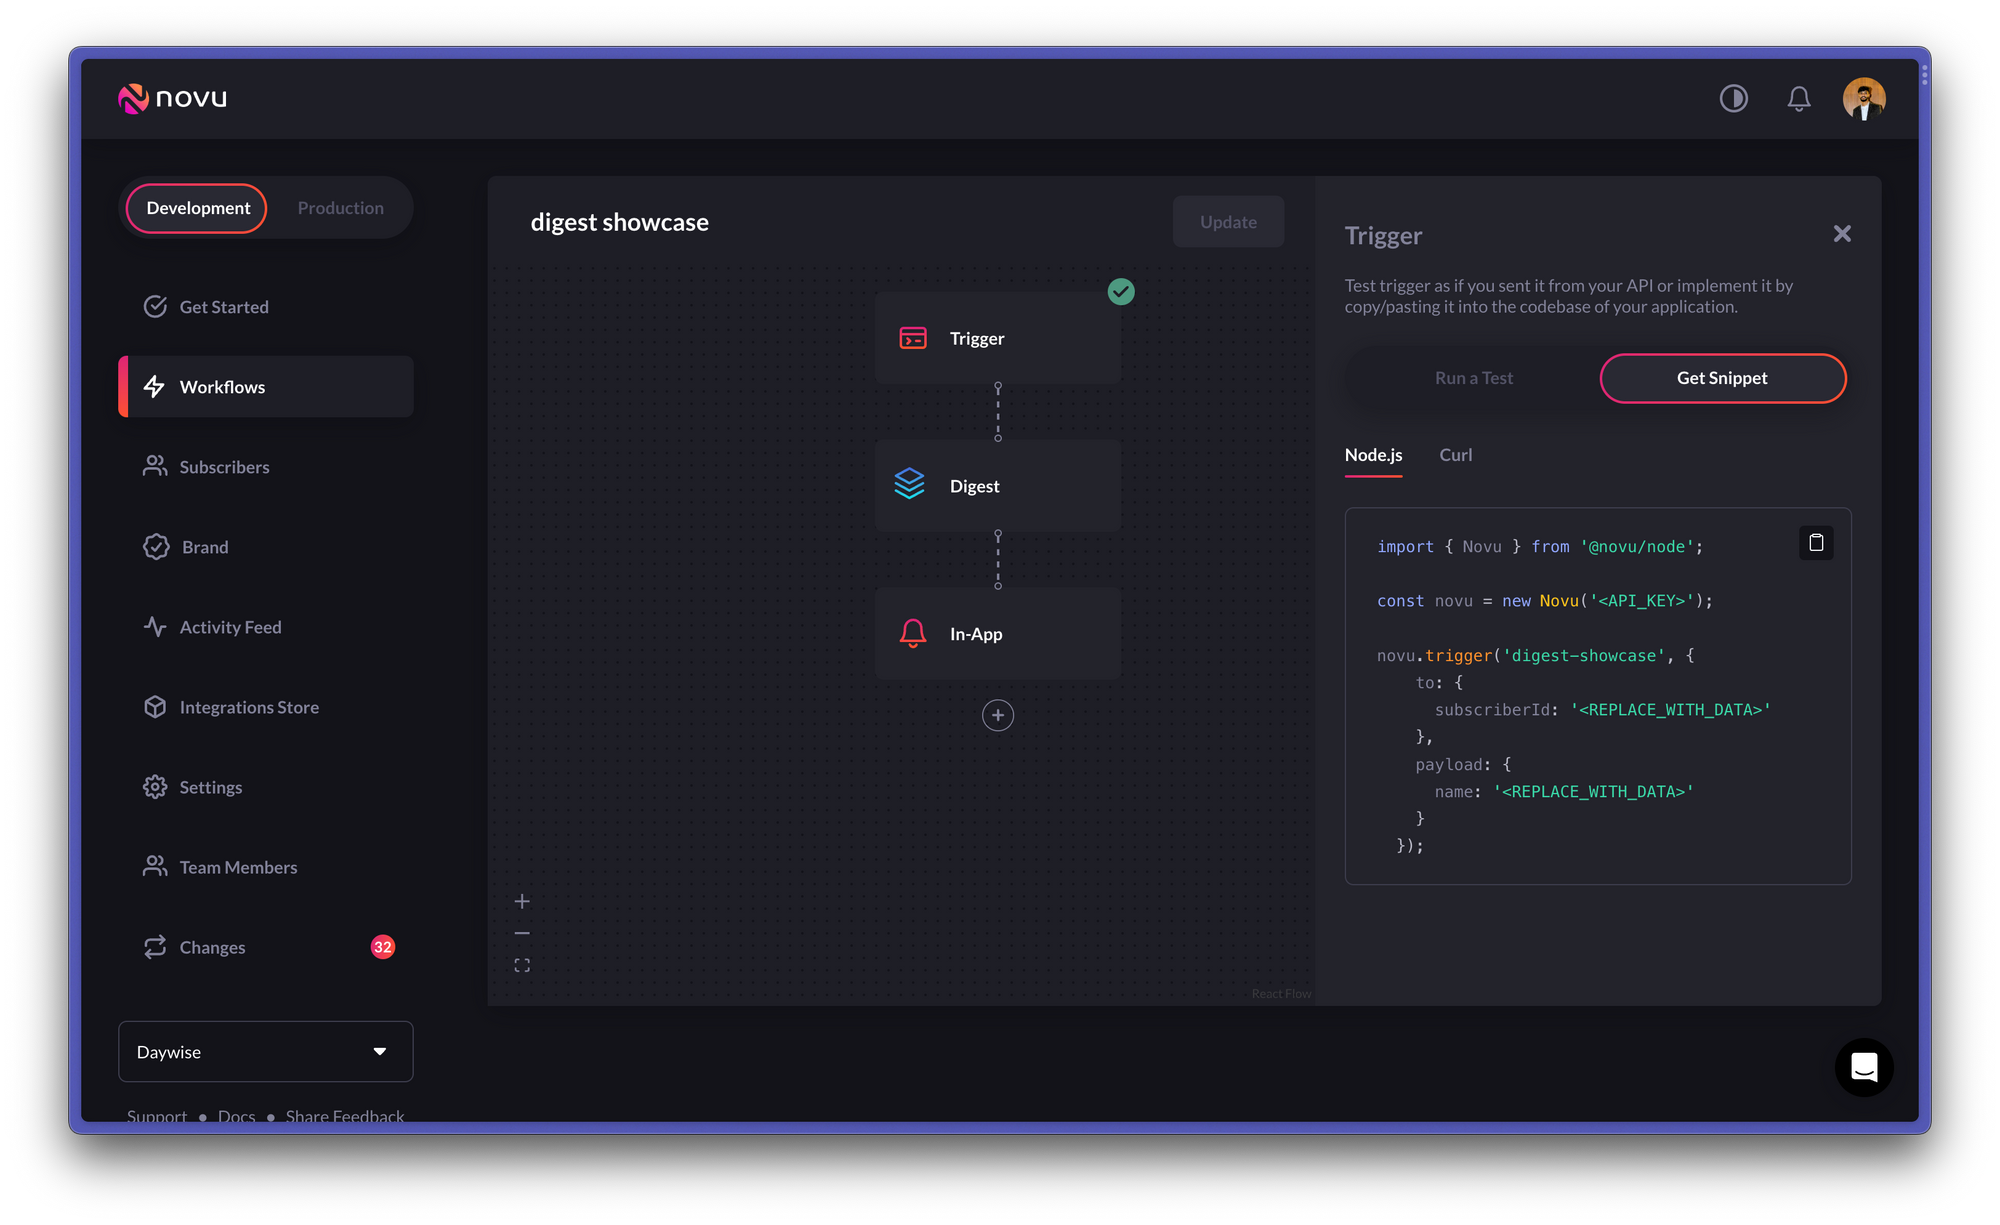 novu
Development
Production
Get Started
Workflows
Subscribers
Brand
Activity Feed
Integrations Store
Settings
Team Members
Changes
32
Daywise
Support • Docs • Share Feedback
digest showcase
Update
Trigger
Digest
In-App
React Flow
Trigger
Test trigger as if you sent it from your API or implement it by
copy/pasting it into the codebase of your application.
Run a Test
Get Snippet
Node.js
Curl
import { Novu } from '@novu/node';
const novu = new Novu('<API_KEY>');
novu.trigger('digest-showcase', {
    to: {
      subscriberId: '<REPLACE_WITH_DATA>'
    },
    payload: {
      name: '<REPLACE_WITH_DATA>'
    }
  });